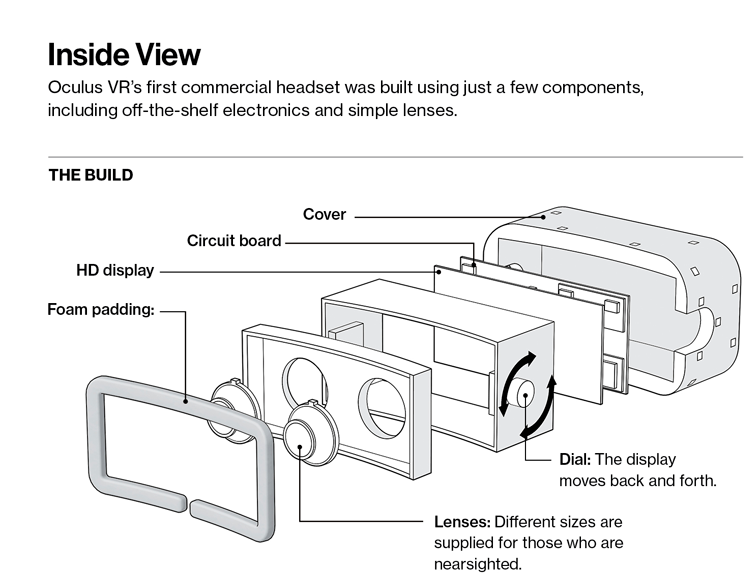 Inside View
Oculus VR’s first commercial headset was built using just a few components,
including off-the-shelf electronics and simple lenses.
THE BUILD
Cover
Circuit board
HD display
Foam padding:
Dial: The display
moves back and forth.
Lenses: Different sizes are
supplied for those who are
nearsighted.